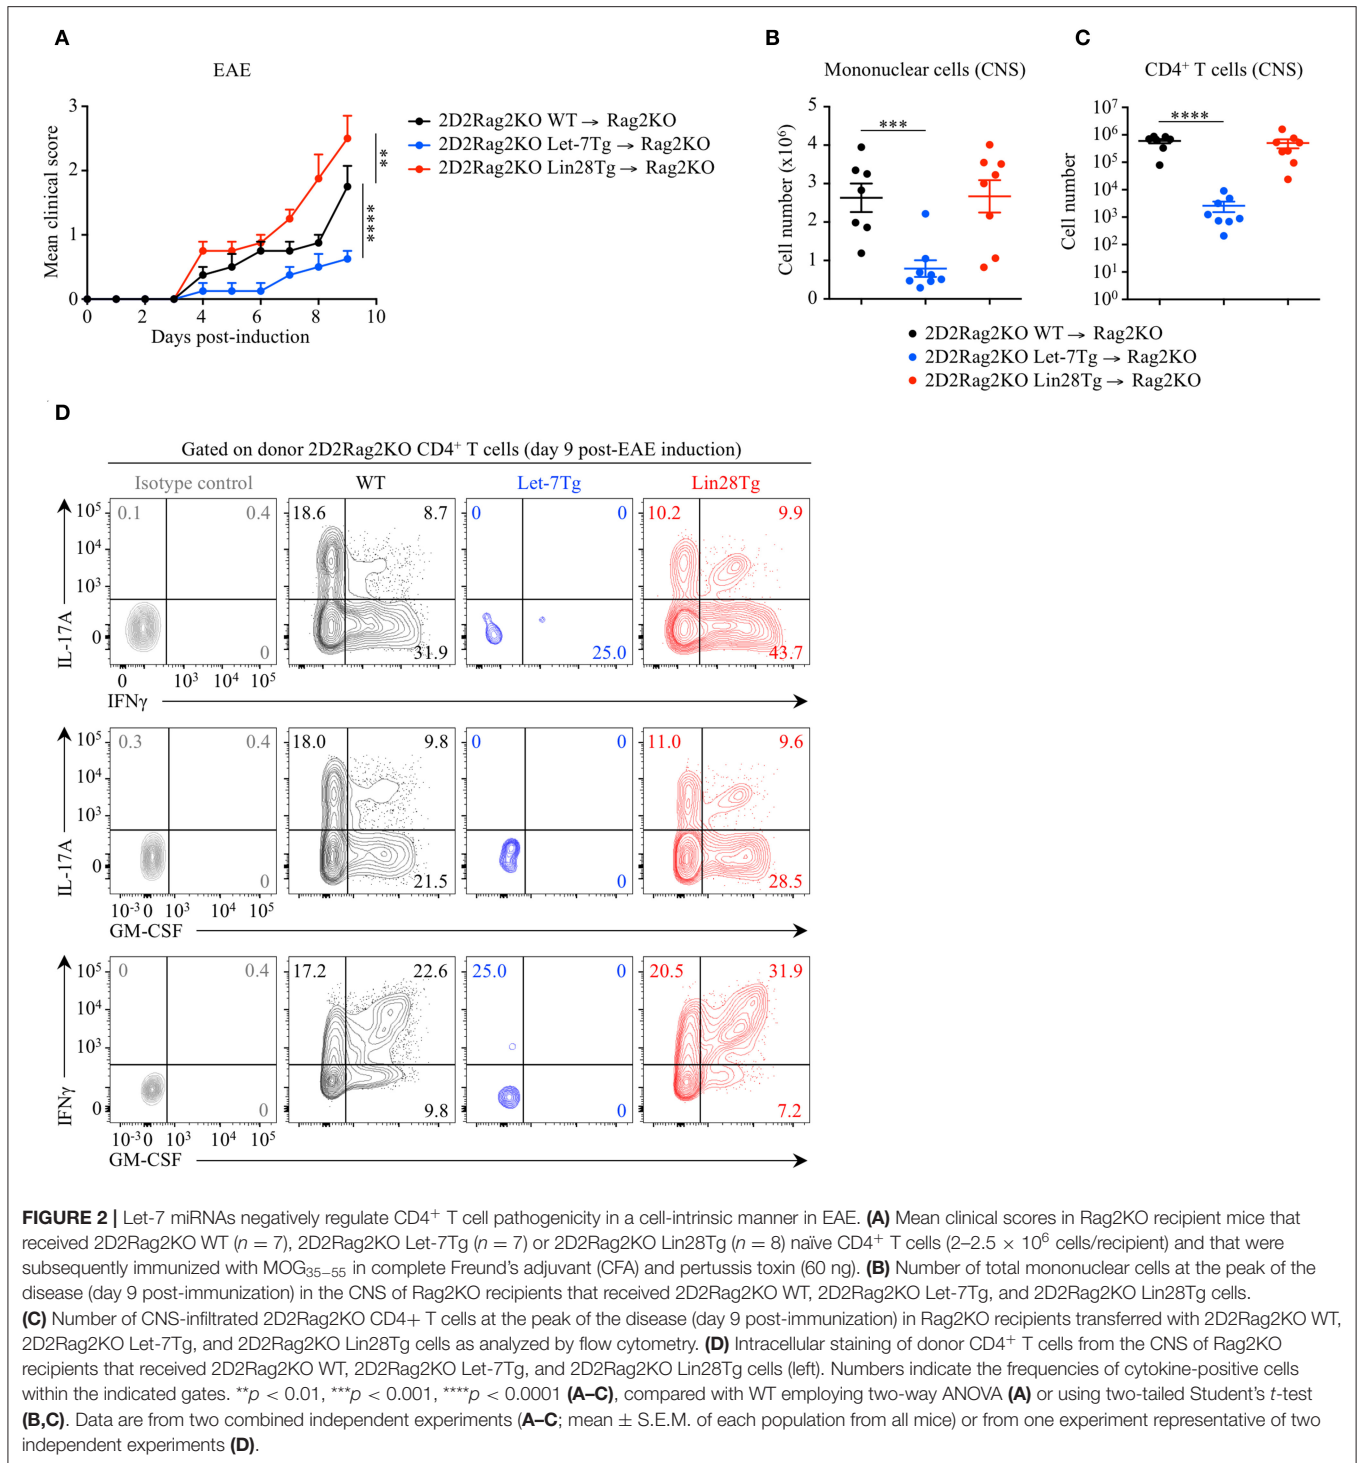 A
EAE
Mean clinical score
3
2
1
0
0 2 4 6 8 10
Days post-induction
2D2Rag2KO WT → Rag2KO
2D2Rag2KO Let-7Tg → Rag2KO
2D2Rag2KO Lin28Tg → Rag2KO
**
****
B
Mononuclear cells (CNS)
Cell number (x10⁶)
5
4
3
2
1
0
***
C
CD4⁺ T cells (CNS)
Cell number
10⁷
10⁶
10⁵
10⁴
10³
10²
10¹
10⁰
****
2D2Rag2KO WT → Rag2KO
2D2Rag2KO Let-7Tg → Rag2KO
2D2Rag2KO Lin28Tg → Rag2KO
D
Gated on donor 2D2Rag2KO CD4⁺ T cells (day 9 post-EAE induction)
Isotype control WT Let-7Tg Lin28Tg
IL-17A
10⁵
10⁴
10³
0
0.1 0.4 18.6 8.7 0 0 10.2 9.9
0 31.9 25.0 43.7
0 10³ 10⁴ 10⁵
IFNγ
IL-17A
10⁵
10⁴
10³
0
0.3 0.4 18.0 9.8 0 0 11.0 9.6
0 21.5 0 28.5
10⁻³ 0 10³ 10⁴ 10⁵
GM-CSF
IFNγ
10⁵
10⁴
10³
0
0 0.4 17.2 22.6 25.0 0 20.5 31.9
0 9.8 0 7.2
10⁻³ 0 10³ 10⁴ 10⁵
GM-CSF
FIGURE 2 | Let-7 miRNAs negatively regulate CD4⁺ T cell pathogenicity in a cell-intrinsic manner in EAE. (A) Mean clinical scores in Rag2KO recipient mice that
received 2D2Rag2KO WT (n = 7), 2D2Rag2KO Let-7Tg (n = 7) or 2D2Rag2KO Lin28Tg (n = 8) naïve CD4⁺ T cells (2–2.5 × 10⁶ cells/recipient) and that were
subsequently immunized with MOG₃₅₋₅₅ in complete Freund's adjuvant (CFA) and pertussis toxin (60 ng). (B) Number of total mononuclear cells at the peak of the
disease (day 9 post-immunization) in the CNS of Rag2KO recipients that received 2D2Rag2KO WT, 2D2Rag2KO Let-7Tg, and 2D2Rag2KO Lin28Tg cells.
(C) Number of CNS-infiltrated 2D2Rag2KO CD4+ T cells at the peak of the disease (day 9 post-immunization) in Rag2KO recipients transferred with 2D2Rag2KO WT,
2D2Rag2KO Let-7Tg, and 2D2Rag2KO Lin28Tg cells as analyzed by flow cytometry. (D) Intracellular staining of donor CD4⁺ T cells from the CNS of Rag2KO
recipients that received 2D2Rag2KO WT, 2D2Rag2KO Let-7Tg, and 2D2Rag2KO Lin28Tg cells (left). Numbers indicate the frequencies of cytokine-positive cells
within the indicated gates. **p < 0.01, ***p < 0.001, ****p < 0.0001 (A–C), compared with WT employing two-way ANOVA (A) or using two-tailed Student's t-test
(B,C). Data are from two combined independent experiments (A–C; mean ± S.E.M. of each population from all mice) or from one experiment representative of two
independent experiments (D).